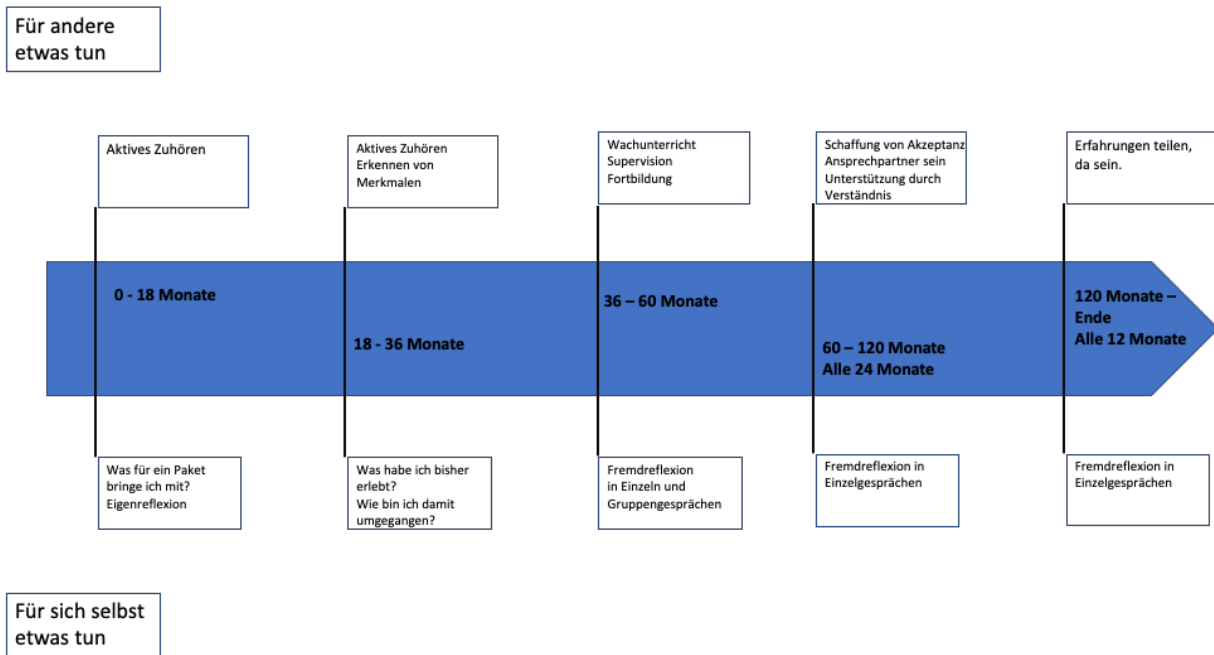 Für andere
etwas tun
Aktives Zuhören
Aktives Zuhören
Erkennen von
Merkmalen
Wachunterricht
Supervision
Fortbildung
Schaffung von Akzeptanz
Ansprechpartner sein
Unterstützung durch
Verständnis
Erfahrungen teilen,
da sein.
0 - 18 Monate
18 - 36 Monate
36 – 60 Monate
60 – 120 Monate
Alle 24 Monate
120 Monate –
Ende
Alle 12 Monate
Was für ein Paket
bringe ich mit?
Eigenreflexion
Was habe ich bisher
erlebt?
Wie bin ich damit
umgegangen?
Fremdreflexion
in Einzeln und
Gruppengesprächen
Fremdreflexion in
Einzelgesprächen
Fremdreflexion in
Einzelgesprächen
Für sich selbst
etwas tun